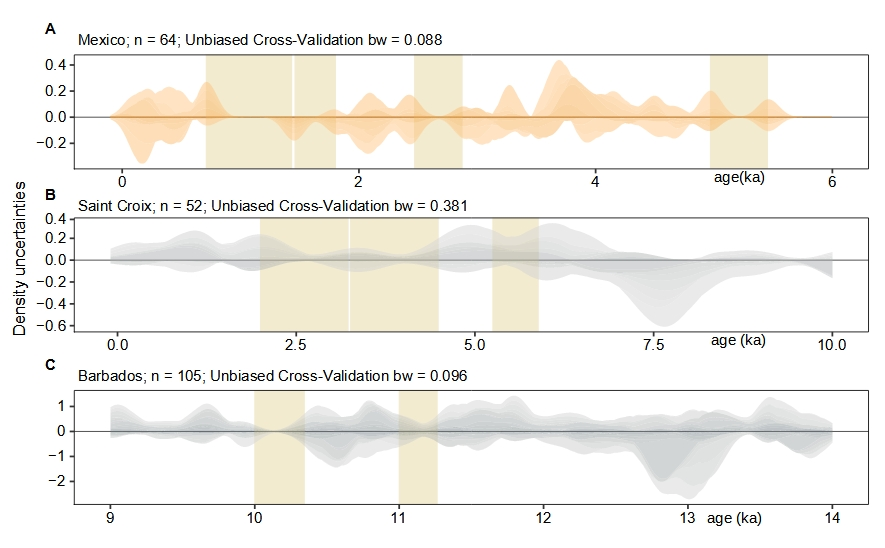 A
Mexico; n = 64; Unbiased Cross-Validation bw = 0.088
0.4
0.2
0.0
−0.2
0 2 4 6
age(ka)
Density uncertainties
B
Saint Croix; n = 52; Unbiased Cross-Validation bw = 0.381
0.4
0.2
0.0
−0.2
−0.4
−0.6
0.0 2.5 5.0 7.5 10.0
age (ka)
C
Barbados; n = 105; Unbiased Cross-Validation bw = 0.096
1
0
−1
−2
9 10 11 12 13 14
age (ka)